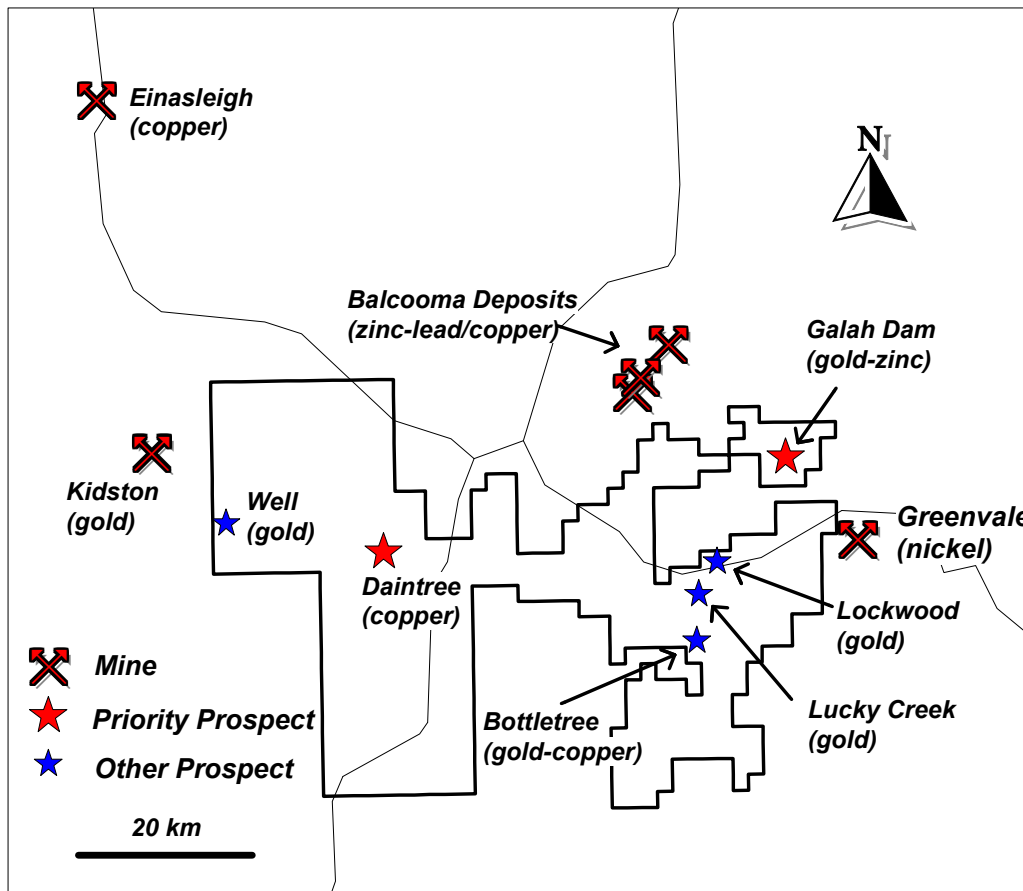 Einasleigh
(copper)
N
Balcooma Deposits
(zinc-lead/copper)
Galah Dam
(gold-zinc)
Kidston
(gold)
Well
(gold)
Greenvale
(nickel)
Daintree
(copper)
Lockwood
(gold)
Mine
Priority Prospect
Other Prospect
Bottletree
(gold-copper)
Lucky Creek
(gold)
20 km